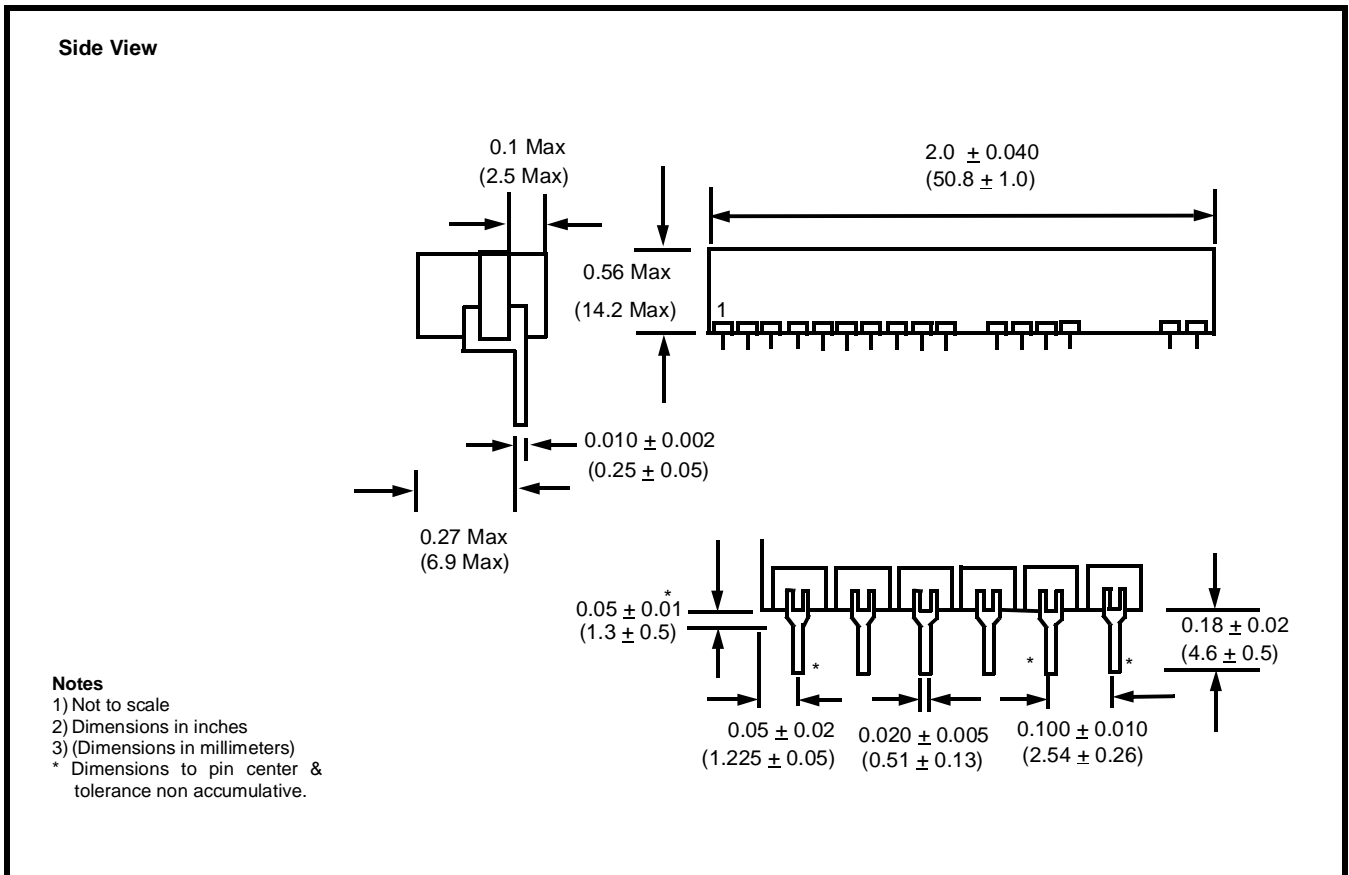 Side View
0.1 Max
(2.5 Max)
2.0 ± 0.040
(50.8 ± 1.0)
0.56 Max
(14.2 Max)
1
0.010 ± 0.002
(0.25 ± 0.05)
0.27 Max
(6.9 Max)
*
0.05 ± 0.01
(1.3 ± 0.5)
0.18 ± 0.02
(4.6 ± 0.5)
* * *
0.05 ± 0.02
(1.225 ± 0.05)
0.020 ± 0.005
(0.51 ± 0.13)
0.100 ± 0.010
(2.54 ± 0.26)
Notes
1) Not to scale
2) Dimensions in inches
3) (Dimensions in millimeters)
* Dimensions to pin center &
tolerance non accumulative.